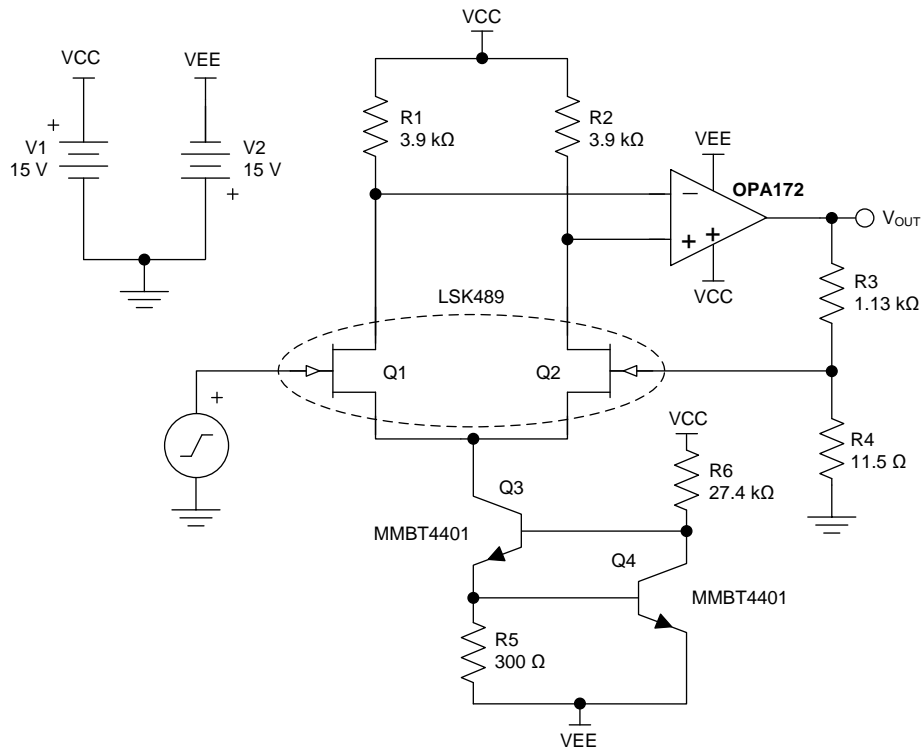 VCC
VCC
VEE
+
V1
15 V
V2
15 V
+
R1
3.9 kΩ
R2
3.9 kΩ
VEE
OPA172
−
+
+
VCC
VOUT
R3
1.13 kΩ
LSK489
Q1
Q2
+
VCC
R4
11.5 Ω
R6
27.4 kΩ
Q3
MMBT4401
Q4
MMBT4401
R5
300 Ω
VEE